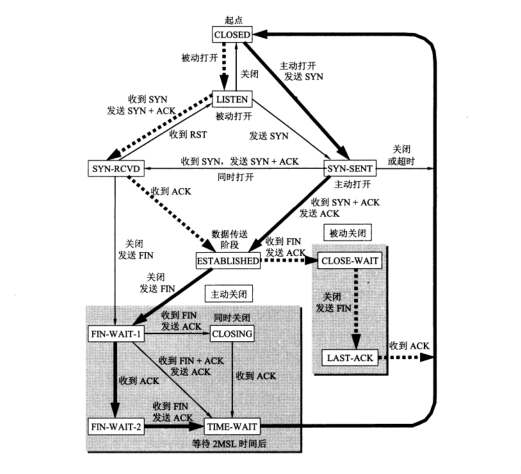 起点
CLOSED
被动打开
关闭
主动打开
发送 SYN
收到 SYN
发送 SYN + ACK
LISTEN
被动打开
收到 RST
发送 SYN
关闭
或超时
SYN-RCVD
收到 SYN，发送 SYN + ACK
同时打开
SYN-SENT
主动打开
收到 ACK
收到 SYN + ACK
发送 ACK
数据传送
阶段
被动关闭
关闭
发送 FIN
ESTABLISHED
收到 FIN
发送 ACK
CLOSE-WAIT
关闭
发送 FIN
主动关闭
关闭
发送 FIN
FIN-WAIT-1
收到 FIN
发送 ACK
同时关闭
CLOSING
LAST-ACK
收到 ACK
收到 FIN + ACK
发送 ACK
收到 ACK
收到 ACK
FIN-WAIT-2
收到 FIN
发送 ACK
TIME-WAIT
等待 2MSL 时间后